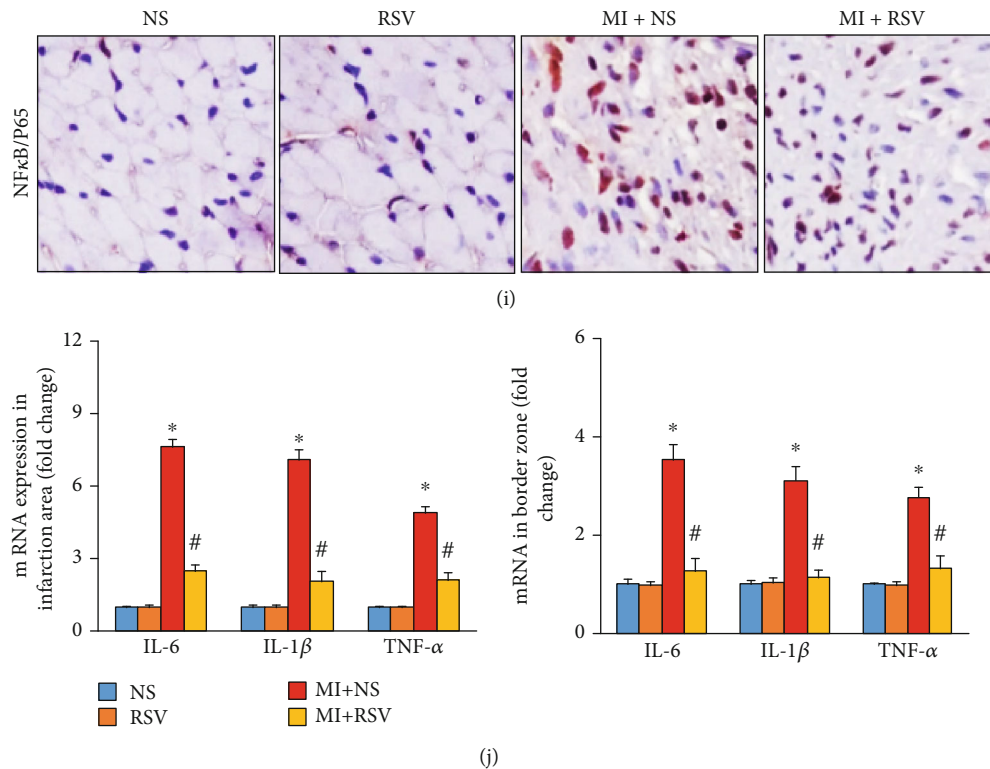 NS RSV MI + NS MI + RSV
NFκB/P65
(i)
m RNA expression in
infarction area (fold change)
12
9
6
3
0
* * *
# # #
IL-6 IL-1β TNF-α
mRNA in border zone (fold
change)
6
4
2
0
* * *
# # #
IL-6 IL-1β TNF-α
NS MI+NS
RSV MI+RSV
(j)